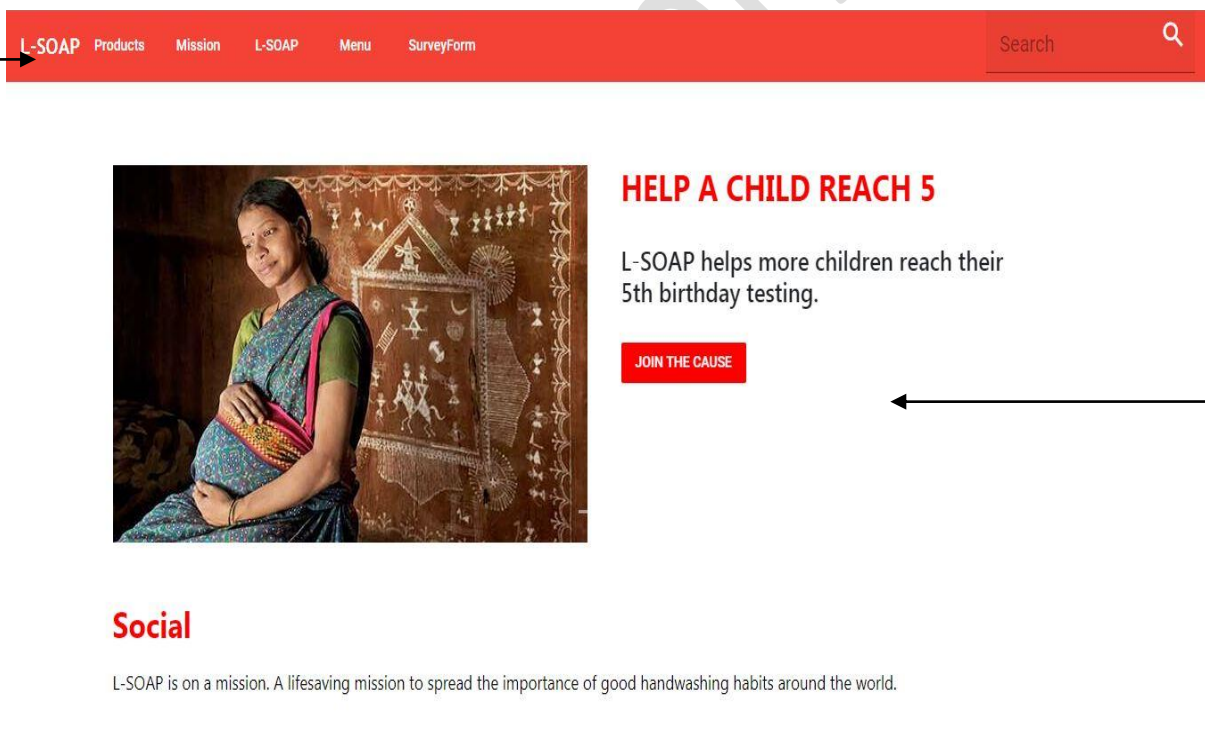 L-SOAP Products Mission L-SOAP Menu SurveyForm Search
HELP A CHILD REACH 5
L-SOAP helps more children reach their
5th birthday testing.
JOIN THE CAUSE
Social
L-SOAP is on a mission. A lifesaving mission to spread the importance of good handwashing habits around the world.